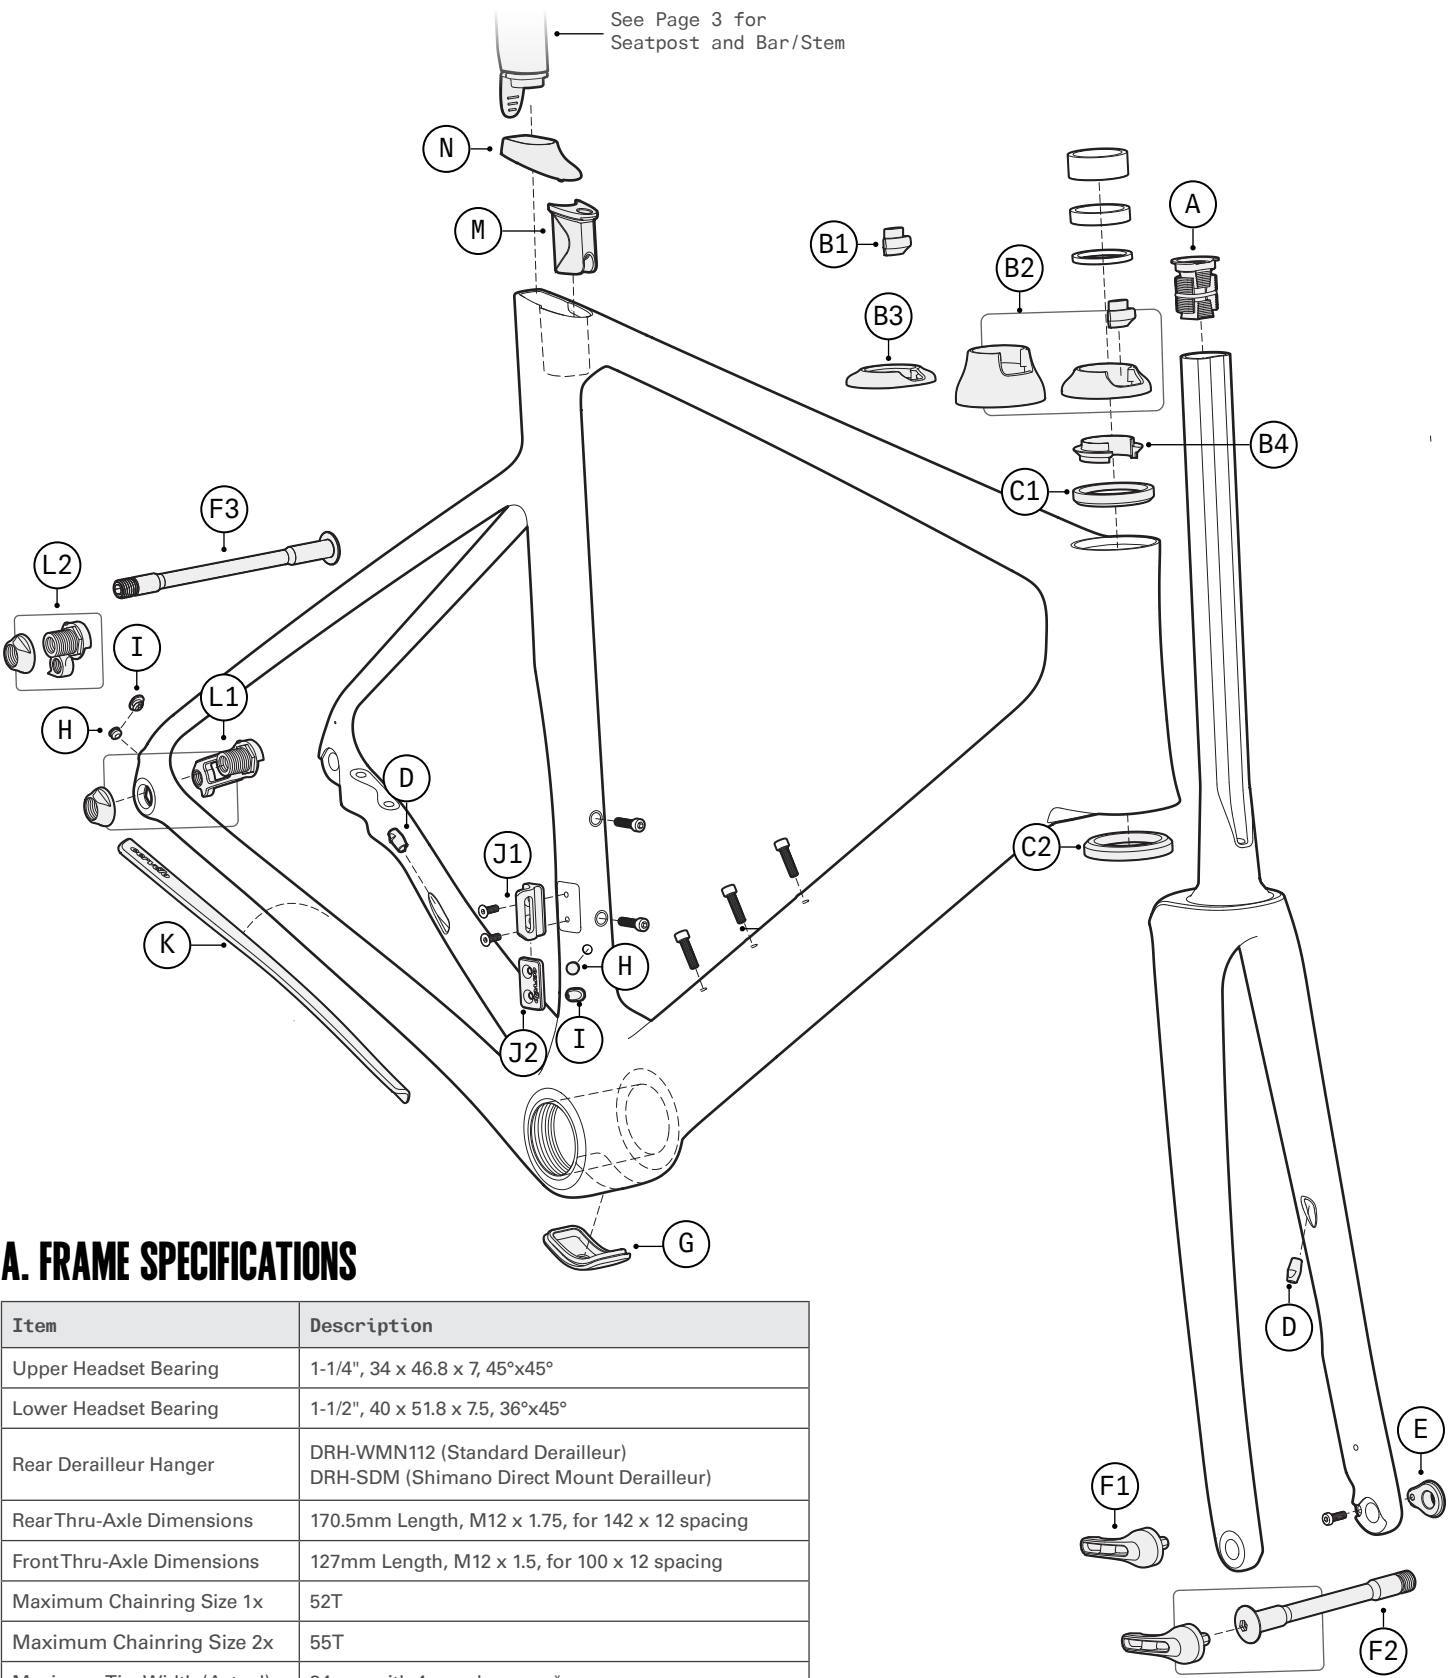 See Page 3 for
Seatpost and Bar/Stem
N
M
A
B1
B2
B3
B4
C1
F3
L2
I
L1
H
D
J1
C2
K
H
I
J2
cervélo
G
D
E
F1
F2
A. FRAME SPECIFICATIONS
Item Description
Upper Headset Bearing 1-1/4", 34 x 46.8 x 7, 45°x45°
Lower Headset Bearing 1-1/2", 40 x 51.8 x 7.5, 36°x45°
Rear Derailleur Hanger
DRH-WMN112 (Standard Derailleur)
DRH-SDM (Shimano Direct Mount Derailleur)
Rear Thru-Axle Dimensions 170.5mm Length, M12 x 1.75, for 142 x 12 spacing
Front Thru-Axle Dimensions 127mm Length, M12 x 1.5, for 100 x 12 spacing
Maximum Chainring Size 1x 52T
Maximum Chainring Size 2x 55T